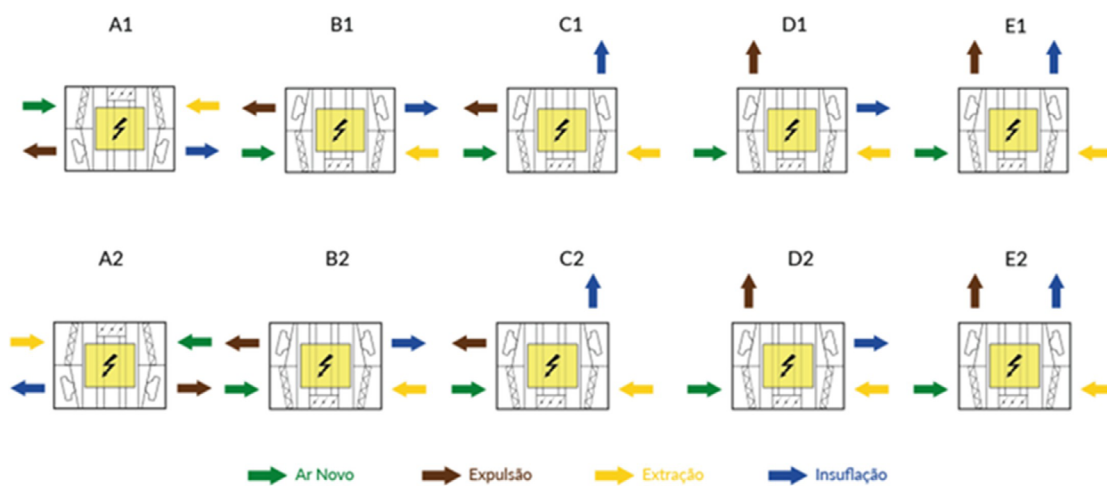 A1 B1 C1 D1 E1
A2 B2 C2 D2 E2
Ar Novo Expulsão Extração Insuflação